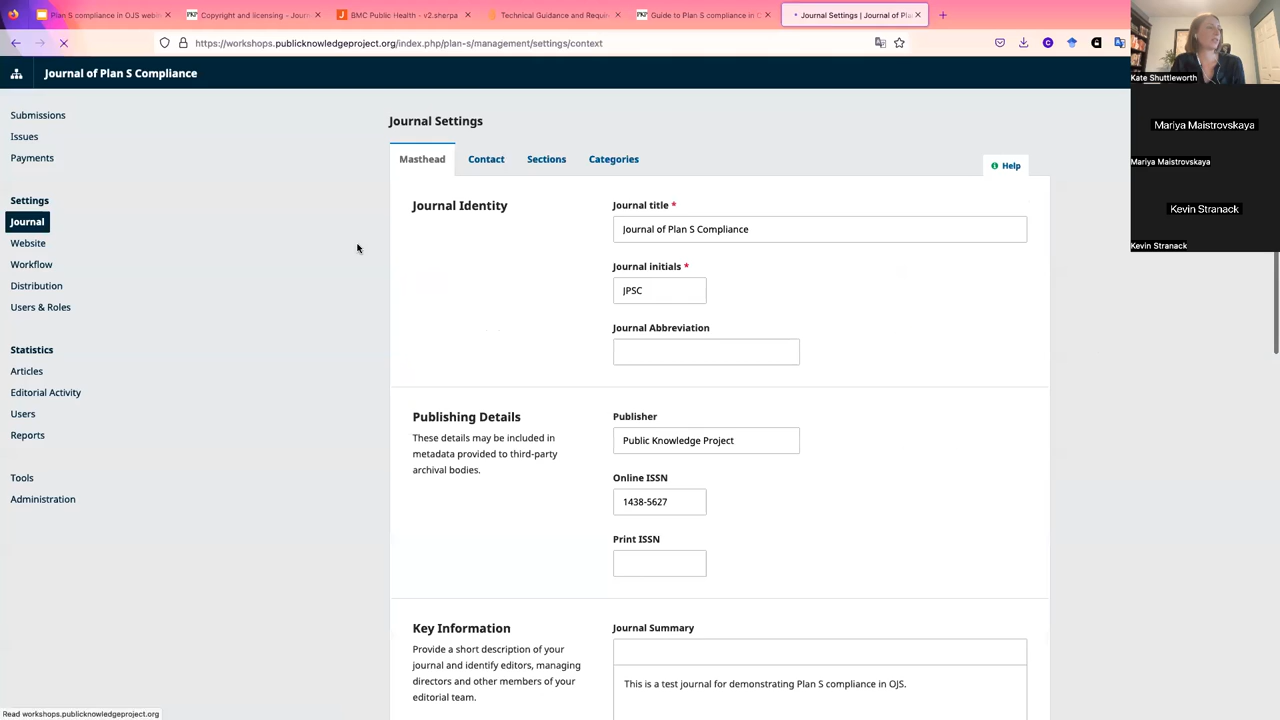 Plan S compliance in OJS webi
Copyright and licensing - Journ
BMC Public Health - v2.sherpa
Technical Guidance and Requir
Guide to Plan S compliance in O
Journal Settings | Journal of Pla
https://workshops.publicknowledgeproject.org/index.php/plan-s/management/settings/context
Journal of Plan S Compliance
Kate Shuttleworth
Mariya Maistrovskaya
Mariya Maistrovskaya
Kevin Stranack
Kevin Stranack
Submissions
Issues
Payments
Settings
Journal
Website
Workflow
Distribution
Users & Roles
Statistics
Articles
Editorial Activity
Users
Reports
Tools
Administration
Journal Settings
Masthead
Contact
Sections
Categories
Help
Journal Identity
Journal title *
Journal of Plan S Compliance
Journal initials *
JPSC
Journal Abbreviation
Publishing Details
These details may be included in
metadata provided to third-party
archival bodies.
Publisher
Public Knowledge Project
Online ISSN
1438-5627
Print ISSN
Key Information
Provide a short description of your
journal and identify editors, managing
directors and other members of your
editorial team.
Journal Summary
This is a test journal for demonstrating Plan S compliance in OJS.
Read workshops.publicknowledgeproject.org